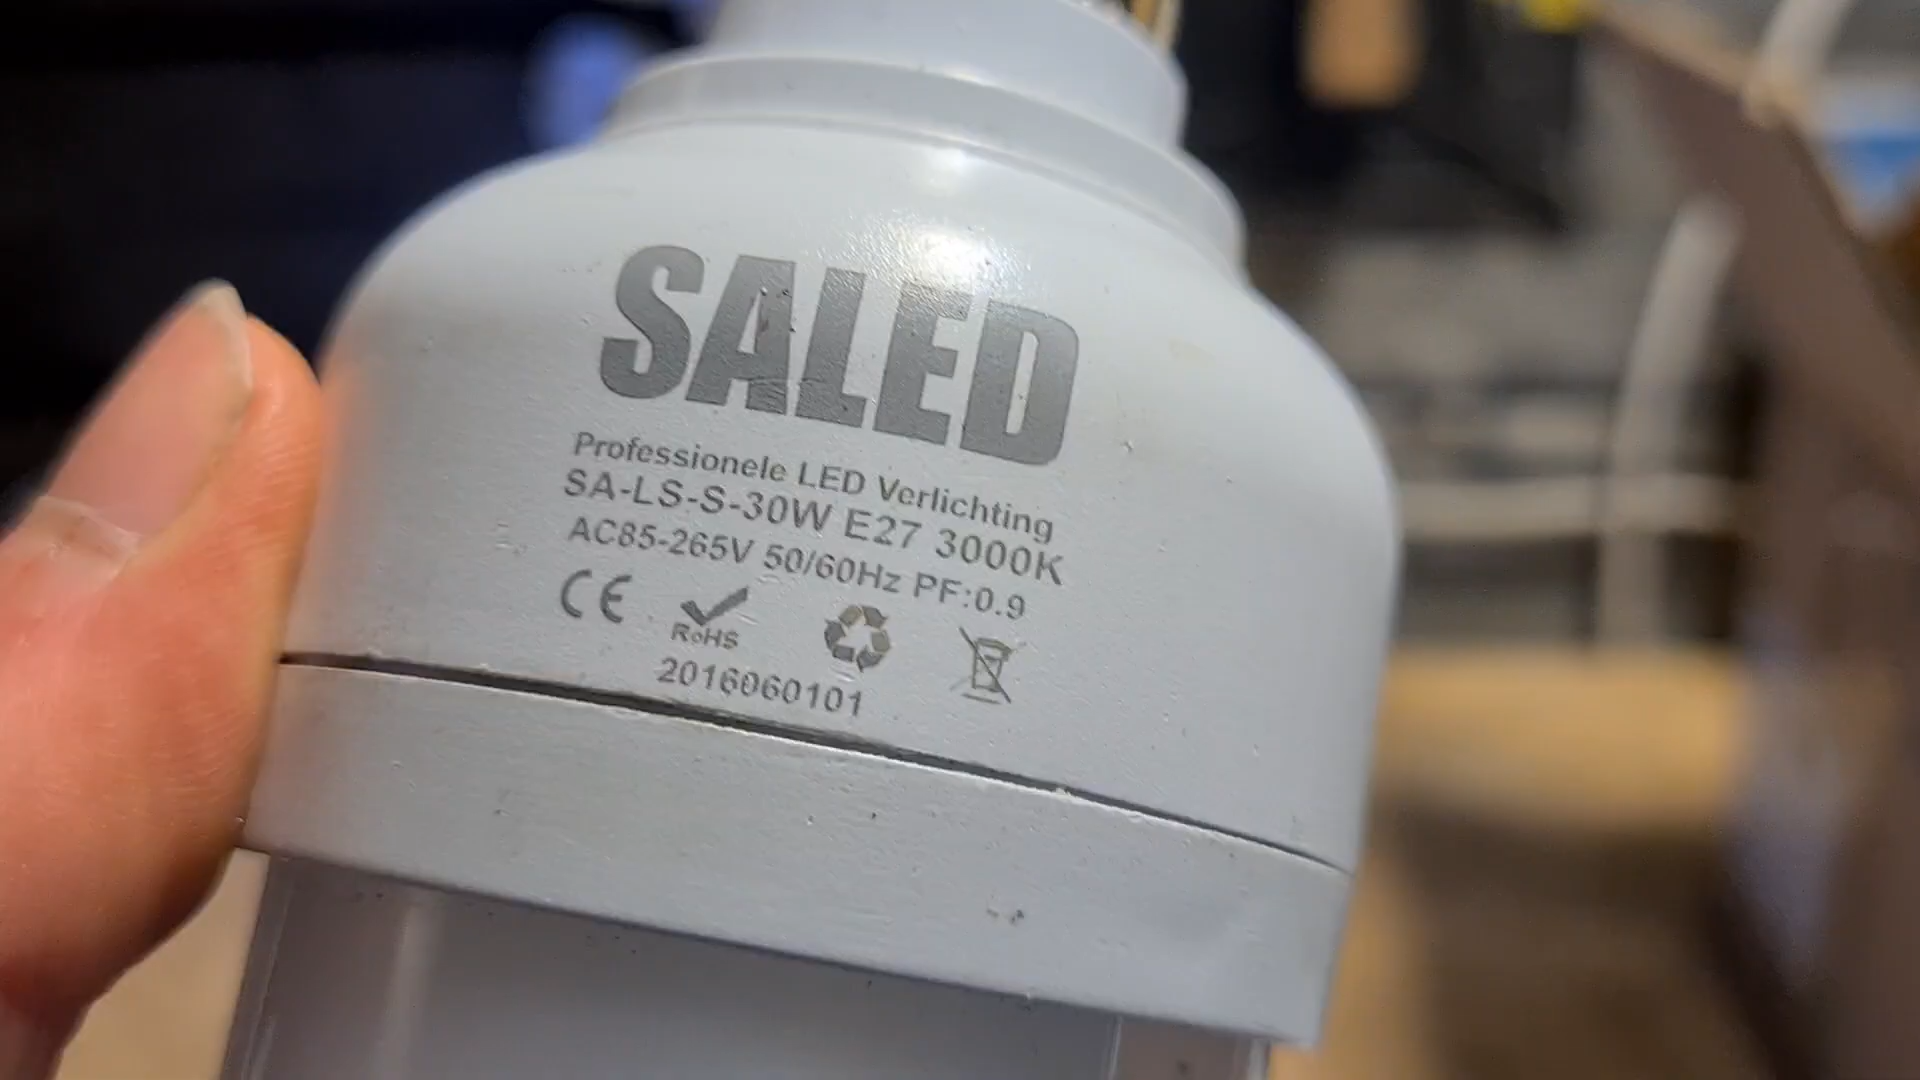 SALED
Professionele LED Verlichting
SA-LS-S-30W E27 3000K
AC85-265V 50/60Hz PF:0.9
CE
RoHS
2016060101